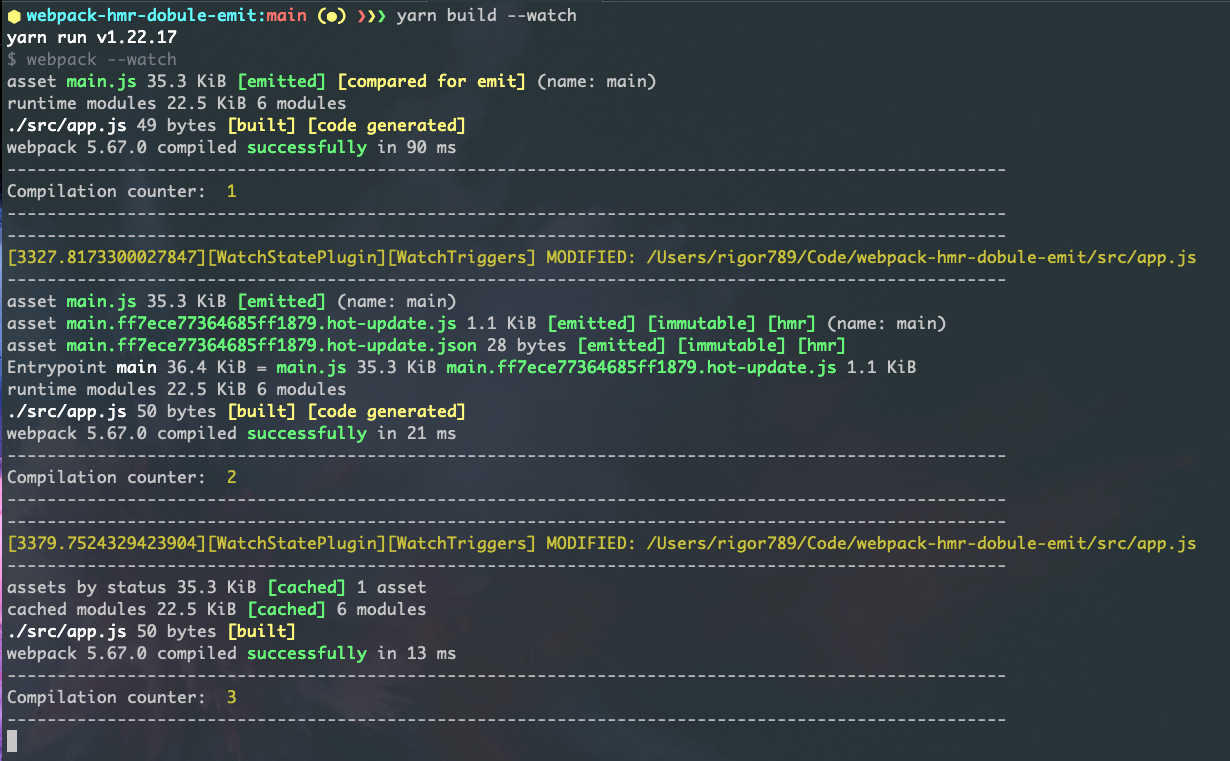 webpack-hmr-dobule-emit:main (●) ❯❯❯ yarn build --watch
yarn run v1.22.17
$ webpack --watch
asset main.js 35.3 KiB [emitted] [compared for emit] (name: main)
runtime modules 22.5 KiB 6 modules
./src/app.js 49 bytes [built] [code generated]
webpack 5.67.0 compiled successfully in 90 ms
----------------------------------------------------------------------------------------------------
Compilation counter:  1
----------------------------------------------------------------------------------------------------
----------------------------------------------------------------------------------------------------
[3327.8173300027847][WatchStatePlugin][WatchTriggers] MODIFIED: /Users/rigor789/Code/webpack-hmr-dobule-emit/src/app.js
----------------------------------------------------------------------------------------------------
asset main.js 35.3 KiB [emitted] (name: main)
asset main.ff7ece77364685ff1879.hot-update.js 1.1 KiB [emitted] [immutable] [hmr] (name: main)
asset main.ff7ece77364685ff1879.hot-update.json 28 bytes [emitted] [immutable] [hmr]
Entrypoint main 36.4 KiB = main.js 35.3 KiB main.ff7ece77364685ff1879.hot-update.js 1.1 KiB
runtime modules 22.5 KiB 6 modules
./src/app.js 50 bytes [built] [code generated]
webpack 5.67.0 compiled successfully in 21 ms
----------------------------------------------------------------------------------------------------
Compilation counter:  2
----------------------------------------------------------------------------------------------------
----------------------------------------------------------------------------------------------------
[3379.7524329423904][WatchStatePlugin][WatchTriggers] MODIFIED: /Users/rigor789/Code/webpack-hmr-dobule-emit/src/app.js
----------------------------------------------------------------------------------------------------
assets by status 35.3 KiB [cached] 1 asset
cached modules 22.5 KiB [cached] 6 modules
./src/app.js 50 bytes [built]
webpack 5.67.0 compiled successfully in 13 ms
----------------------------------------------------------------------------------------------------
Compilation counter:  3
----------------------------------------------------------------------------------------------------